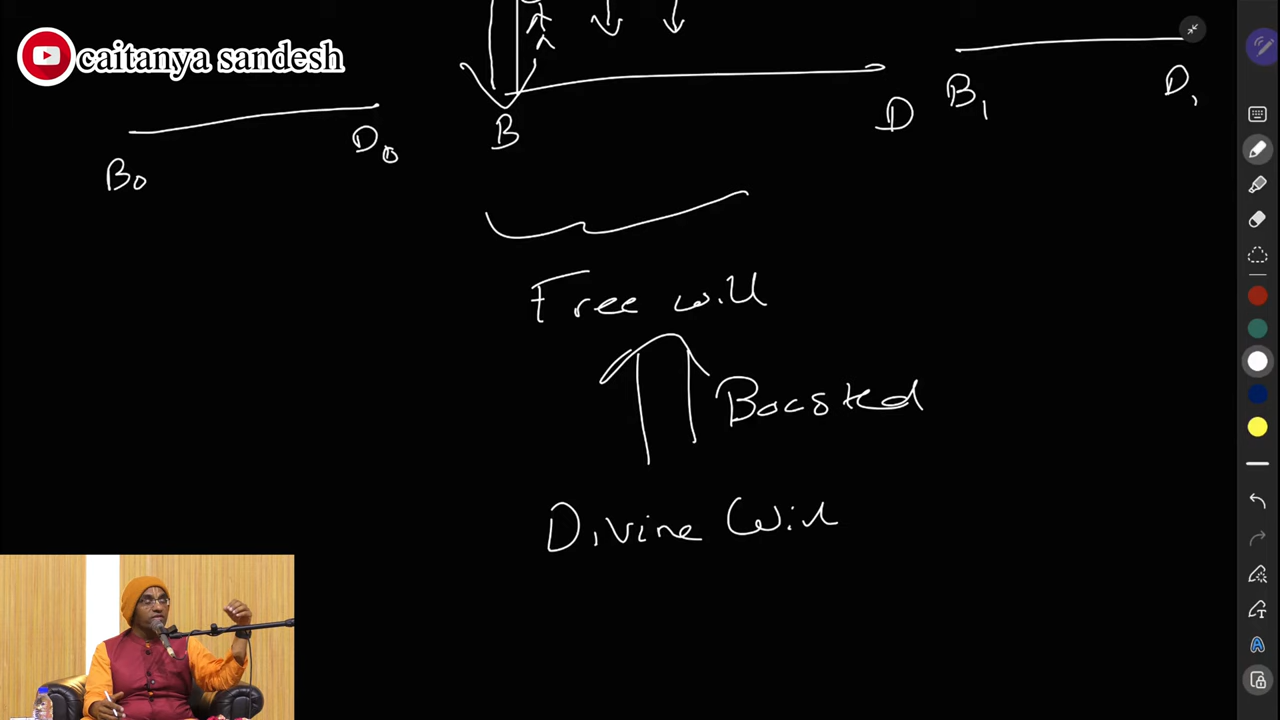 caitanya sandesh
B0 D0
B D
B1 D1
Free will
Boosted
Divine Will